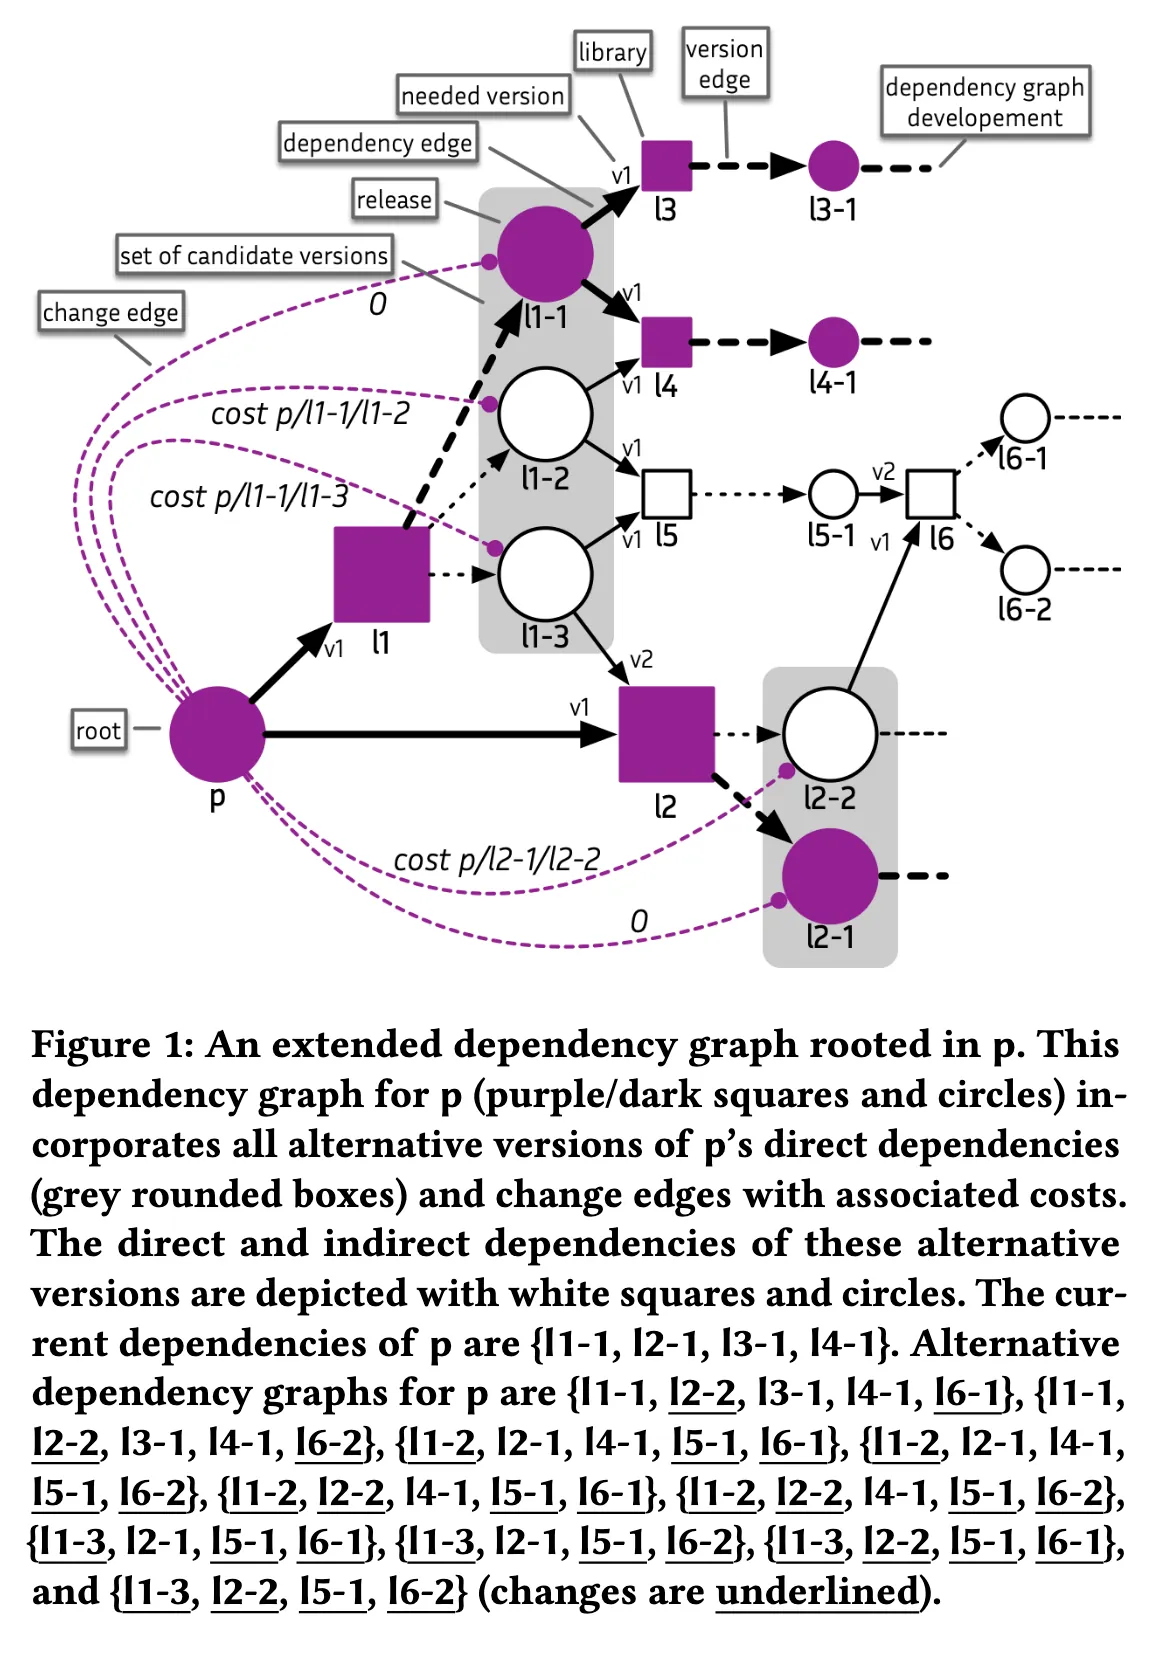 library
version
edge
needed version
dependency graph
developement
dependency edge
v1
l3
l3-1
release
set of candidate versions
0
l1-1
v1
change edge
l4
l4-1
v1
cost p/l1-1/l1-2
l1-2
v1
l6-1
cost p/l1-1/l1-3
l5
l5-1
v2
v1
l6
v1
l6-2
l1
v1
l1-3
v2
root
v1
p
l2
l2-2
cost p/l2-1/l2-2
0
l2-1
Figure 1: An extended dependency graph rooted in p. This
dependency graph for p (purple/dark squares and circles) in-
corporates all alternative versions of p's direct dependencies
(grey rounded boxes) and change edges with associated costs.
The direct and indirect dependencies of these alternative
versions are depicted with white squares and circles. The cur-
rent dependencies of p are {l1-1, l2-1, l3-1, l4-1}. Alternative
dependency graphs for p are {l1-1, l2-2, l3-1, l4-1, l6-1}, {l1-1,
l2-2, l3-1, l4-1, l6-2}, {l1-2, l2-1, l4-1, l5-1, l6-1}, {l1-2, l2-1, l4-1,
l5-1, l6-2}, {l1-2, l2-2, l4-1, l5-1, l6-1}, {l1-2, l2-2, l4-1, l5-1, l6-2},
{l1-3, l2-1, l5-1, l6-1}, {l1-3, l2-1, l5-1, l6-2}, {l1-3, l2-2, l5-1, l6-1},
and {l1-3, l2-2, l5-1, l6-2} (changes are underlined).